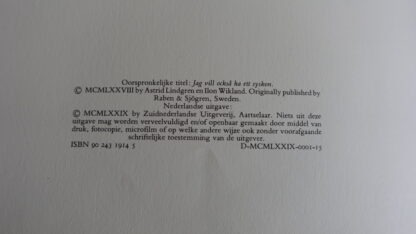 Oorspronkelijke titel: Jag vill också ha ett sysken.
© MCMLXXVIII by Astrid Lindgren en Ilon Wikland. Originally published by
Raben & Sjögren, Sweden.
Nederlandse uitgave:
© MCMLXXIX by Zuidnederlandse Uitgeverij, Aartselaar. Niets uit deze
uitgave mag worden verveelvuldigd en/of openbaar gemaakt door middel van
druk, fotocopie, microfilm of op welke andere wijze ook zonder voorafgaande
schriftelijke toestemming van de uitgever.
ISBN 90 243 1914 5 D-MCMLXXIX-0001-15